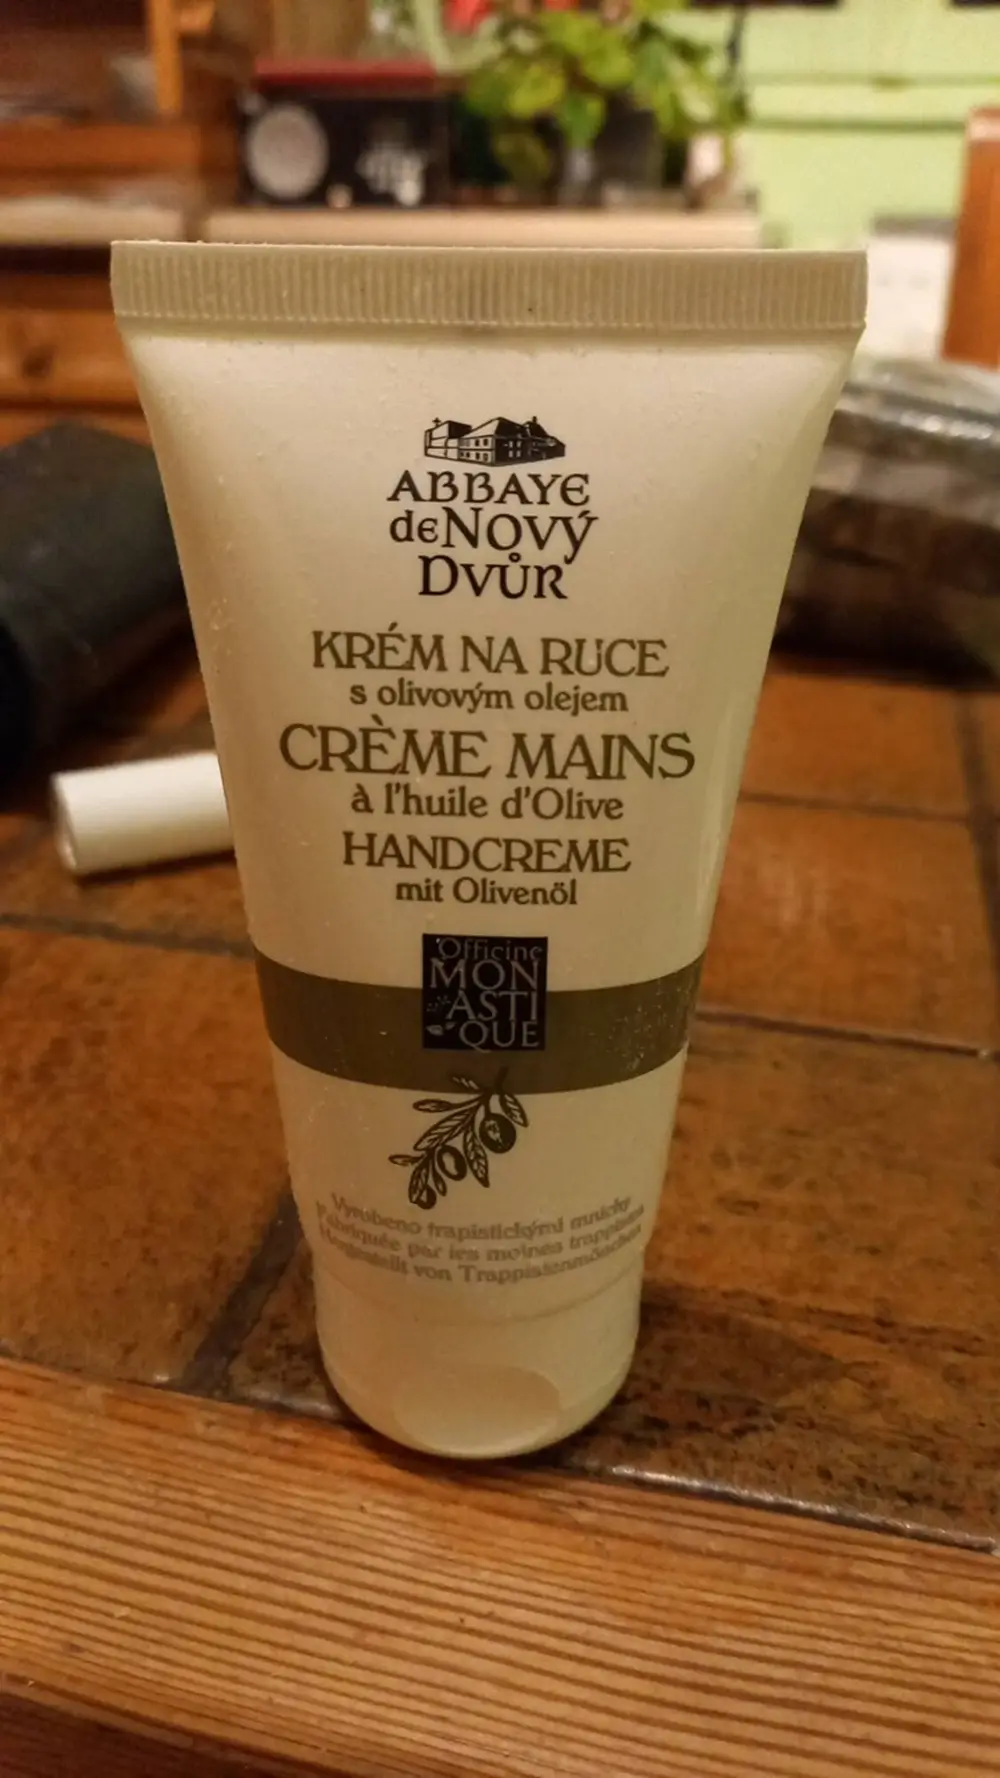 ABBAYE
de NOVÝ
DVŮR
KRÉM NA RUCE
s olivovým olejem
CRÈME MAINS
à l'huile d'Olive
HANDCREME
mit Olivenöl
Officine
MON
ASTI
QUE
Vyrobeno trapistickými mnichy
Fabriquée par les moines trappistes
Hergestellt von Trappistenmönchen